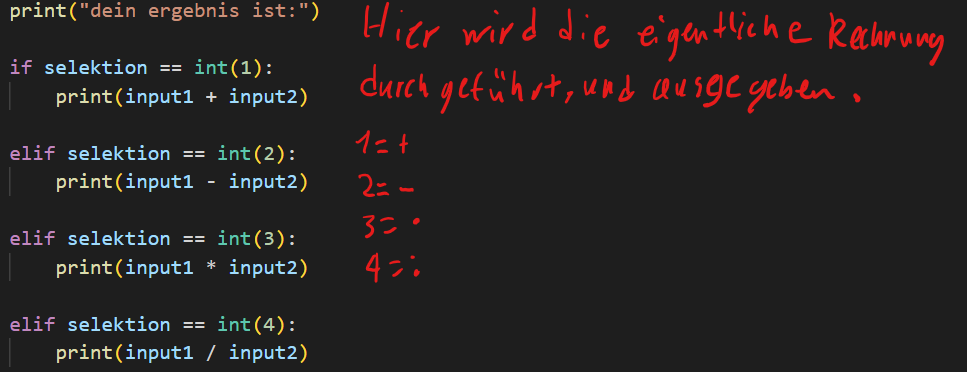 print("dein ergebnis ist:")
Hier wird die eigentliche Rechnung
durchgeführt, und ausgegeben.
if selektion == int(1):
    print(input1 + input2)
elif selektion == int(2):
    print(input1 - input2)
elif selektion == int(3):
    print(input1 * input2)
elif selektion == int(4):
    print(input1 / input2)
1=+
2=-
3=·
4=: